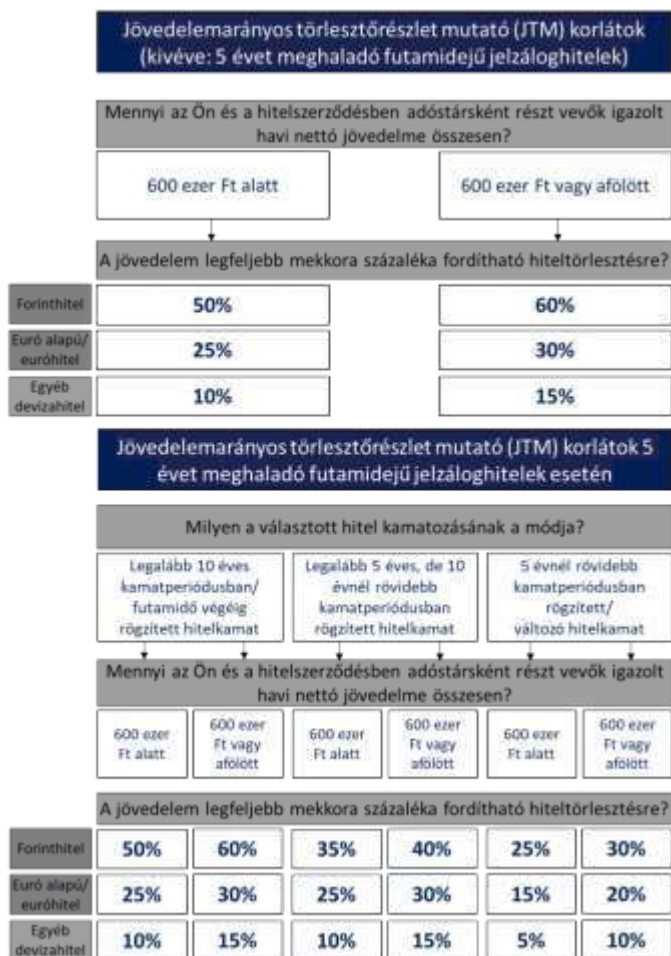 Jövedelemarányos törlesztőrészlet mutató (JTM) korlátok
(kivéve: 5 évet meghaladó futamidejű jelzáloghitelek)
Mennyi az Ön és a hitelszerződésben adóstársként részt vevők igazolt
havi nettó jövedelme összesen?
600 ezer Ft alatt
600 ezer Ft vagy afölött
A jövedelem legfeljebb mekkora százaléka fordítható hiteltörlesztésre?
Forinthitel
50%
60%
Euró alapú/
euróhitel
25%
30%
Egyéb
devizahitel
10%
15%
Jövedelemarányos törlesztőrészlet mutató (JTM) korlátok 5
évet meghaladó futamidejű jelzáloghitelek esetén
Milyen a választott hitel kamatozásának a módja?
Legalább 10 éves
kamatperiódusban/
futamidő végéig
rögzített hitelkamat
Legalább 5 éves, de 10
évnél rövidebb
kamatperiódusban
rögzített hitelkamat
5 évnél rövidebb
kamatperiódusban
rögzített/
változó hitelkamat
Mennyi az Ön és a hitelszerződésben adóstársként részt vevők igazolt
havi nettó jövedelme összesen?
600 ezer
Ft alatt
600 ezer
Ft vagy
afölött
600 ezer
Ft alatt
600 ezer
Ft vagy
afölött
600 ezer
Ft alatt
600 ezer
Ft vagy
afölött
A jövedelem legfeljebb mekkora százaléka fordítható hiteltörlesztésre?
Forinthitel
50%
60%
35%
40%
25%
30%
Euró alapú/
euróhitel
25%
30%
25%
30%
15%
20%
Egyéb
devizahitel
10%
15%
10%
15%
5%
10%